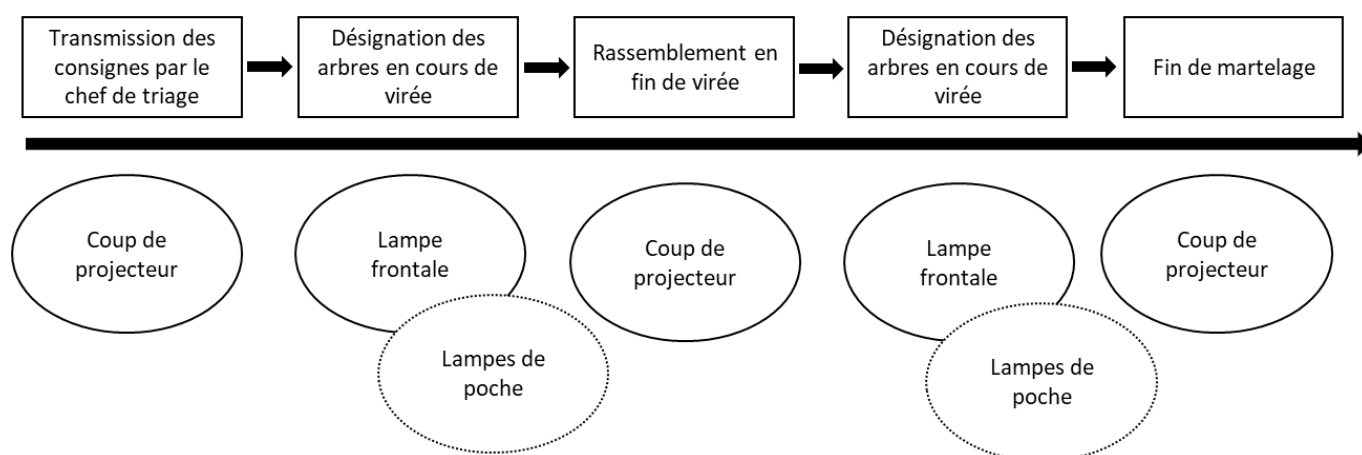 Transmission des
consignes par le
chef de triage
Désignation des
arbres en cours de
virée
Rassemblement en
fin de virée
Désignation des
arbres en cours de
virée
Fin de martelage
Coup de
projecteur
Lampe
frontale
Lampes de
poche
Coup de
projecteur
Lampe
frontale
Lampes de
poche
Coup de
projecteur